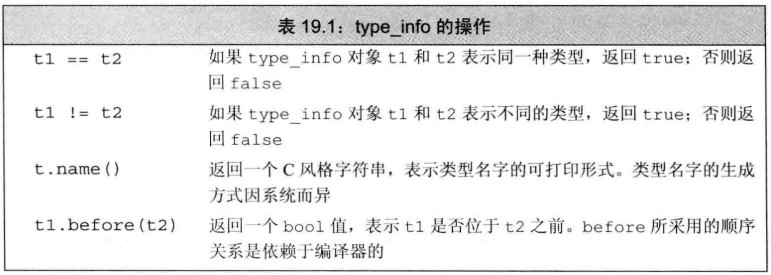 表 19.1：type_info 的操作
t1 == t2 如果 type_info 对象 t1 和 t2 表示同一种类型，返回 true；否则返
回 false
t1 != t2 如果 type_info 对象 t1 和 t2 表示不同的类型，返回 true；否则返
回 false
t.name() 返回一个 C 风格字符串，表示类型名字的可打印形式。类型名字的生成
方式因系统而异
t1.before(t2) 返回一个 bool 值，表示 t1 是否位于 t2 之前。before 所采用的顺序
关系是依赖于编译器的